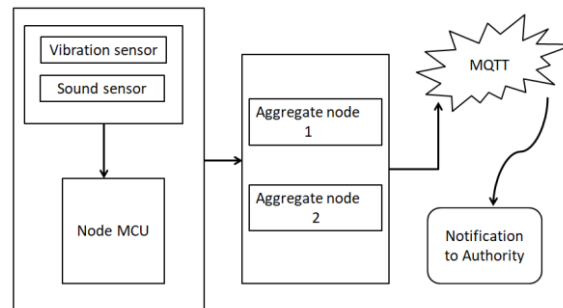 Vibration sensor
Sound sensor
Node MCU
Aggregate node
1
Aggregate node
2
MQTT
Notification
to Authority